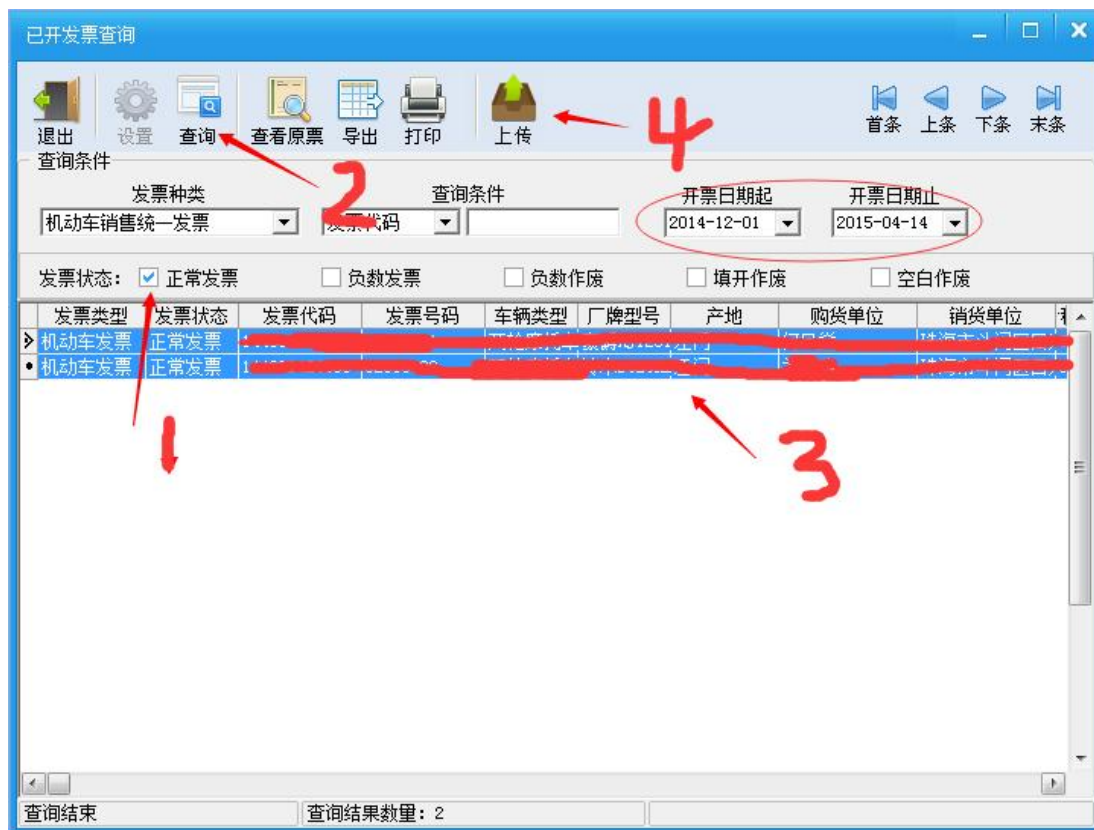 已开发票查询
退出 设置 查询 查看原票 导出 打印 上传 首条 上条 下条 末条
4
查询条件
2
发票种类 查询条件 开票日期起 开票日期止
机动车销售统一发票 发票代码 2014-12-01 2015-04-14
发票状态: 正常发票 负数发票 负数作废 填开作废 空白作废
发票类型 发票状态 发票代码 发票号码 车辆类型 厂牌型号 产地 购货单位 销货单位
机动车发票 正常发票
机动车发票 正常发票
1
3
查询结束 查询结果数量: 2